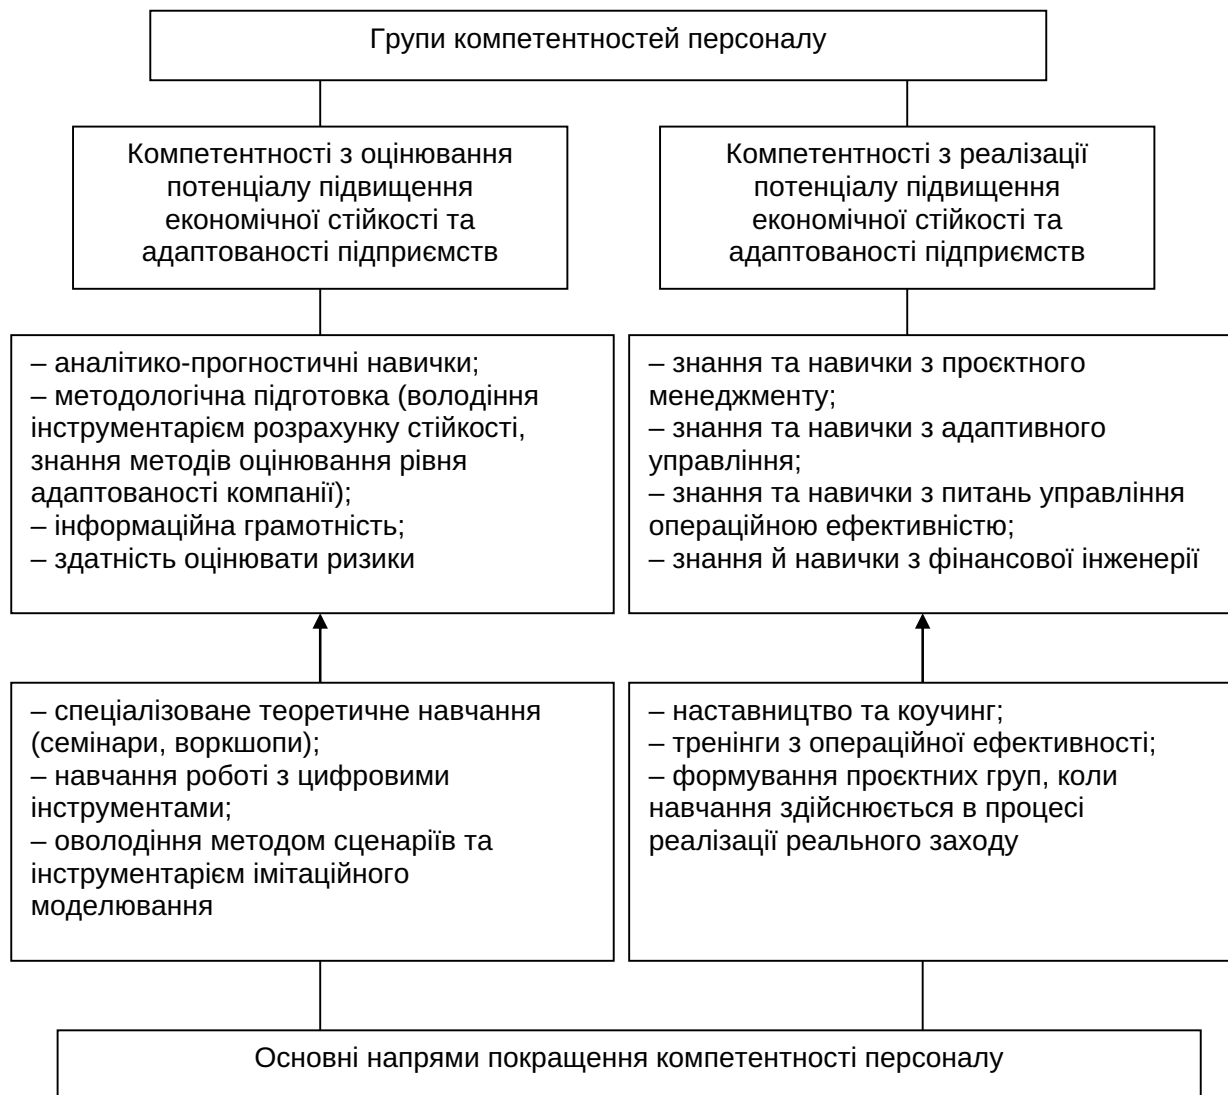 Групи компетентностей персоналу
Компетентності з оцінювання
потенціалу підвищення
економічної стійкості та
адаптованості підприємств
Компетентності з реалізації
потенціалу підвищення
економічної стійкості та
адаптованості підприємств
– аналітико-прогностичні навички;
– методологічна підготовка (володіння
інструментарієм розрахунку стійкості,
знання методів оцінювання рівня
адаптованості компанії);
– інформаційна грамотність;
– здатність оцінювати ризики
– знання та навички з проєктного
менеджменту;
– знання та навички з адаптивного
управління;
– знання та навички з питань управління
операційною ефективністю;
– знання й навички з фінансової інженерії
– спеціалізоване теоретичне навчання
(семінари, воркшопи);
– навчання роботі з цифровими
інструментами;
– оволодіння методом сценаріїв та
інструментарієм імітаційного
моделювання
– наставництво та коучинг;
– тренінги з операційної ефективності;
– формування проєктних груп, коли
навчання здійснюється в процесі
реалізації реального заходу
Основні напрями покращення компетентності персоналу